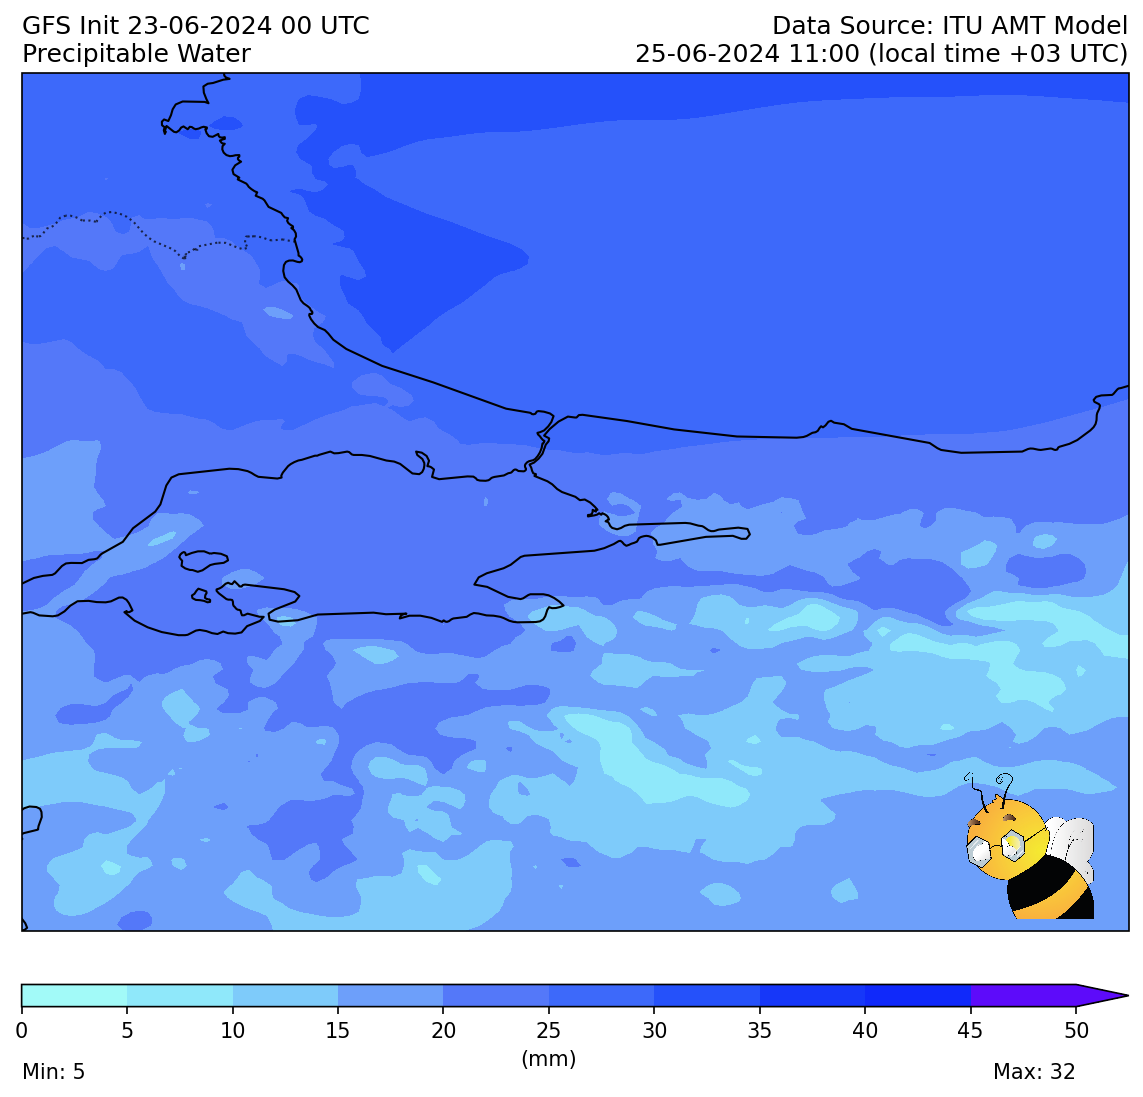 GFS Init 23-06-2024 00 UTC
Data Source: ITU AMT Model
Precipitable Water
25-06-2024 11:00 (local time +03 UTC)
0 5 10 15 20 25 30 35 40 45 50
(mm)
Min: 5
Max: 32